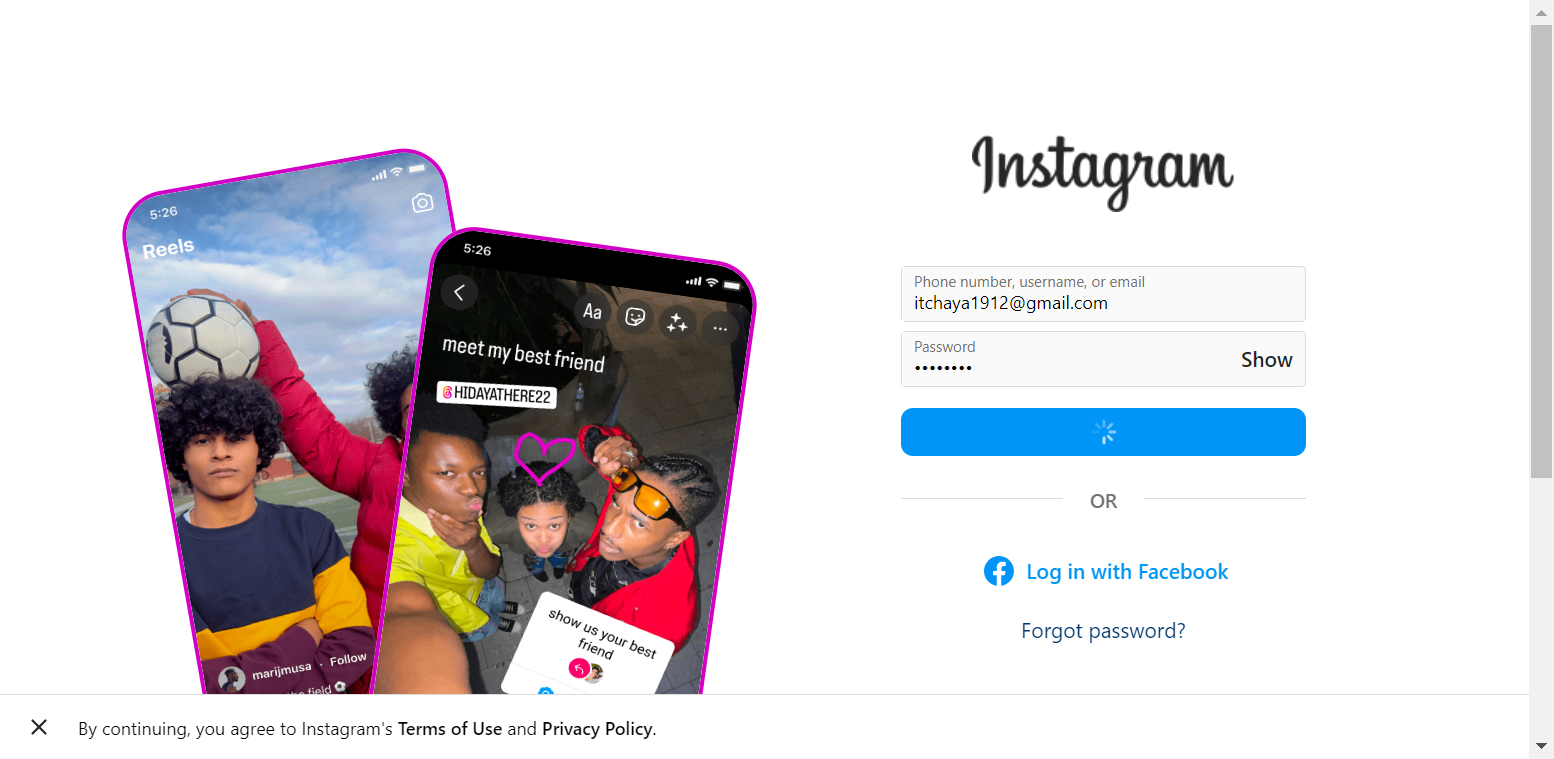 Instagram
5:26
Reels
5:26
Aa
meet my best friend
HIDAYATHERE22
show us your best
friend
marijmusa · Follow
the field
Phone number, username, or email
itchaya1912@gmail.com
Password
••••••••
Show
OR
Log in with Facebook
Forgot password?
By continuing, you agree to Instagram's Terms of Use and Privacy Policy.